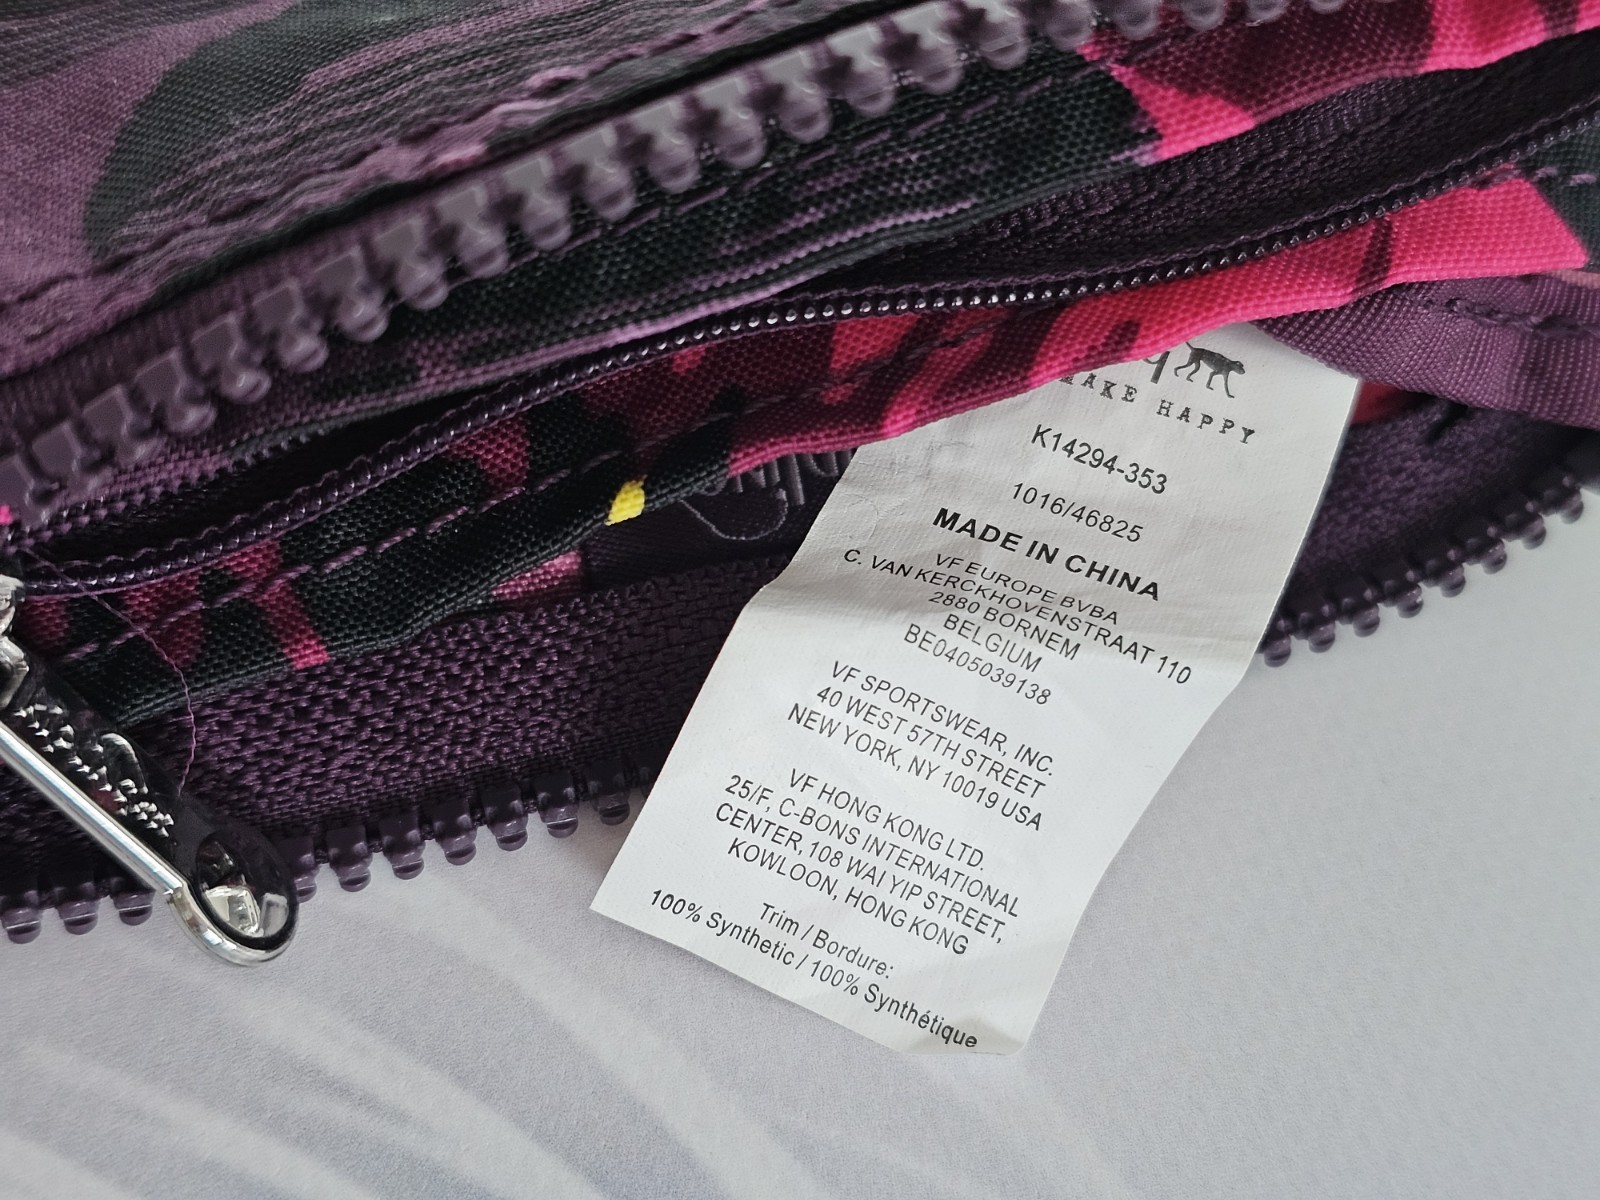 MAKE HAPPY
K14294-353
1016/46825
MADE IN CHINA
VF EUROPE BVBA
C. VAN KERCKHOVENSTRAAT 110
2880 BORNEM
BELGIUM
BE0405039138
VF SPORTSWEAR, INC.
40 WEST 57TH STREET
NEW YORK, NY 10019 USA
VF HONG KONG LTD.
25/F, C-BONS INTERNATIONAL
CENTER, 108 WAI YIP STREET,
KOWLOON, HONG KONG
Trim / Bordure:
100% Synthetic / 100% Synthétique